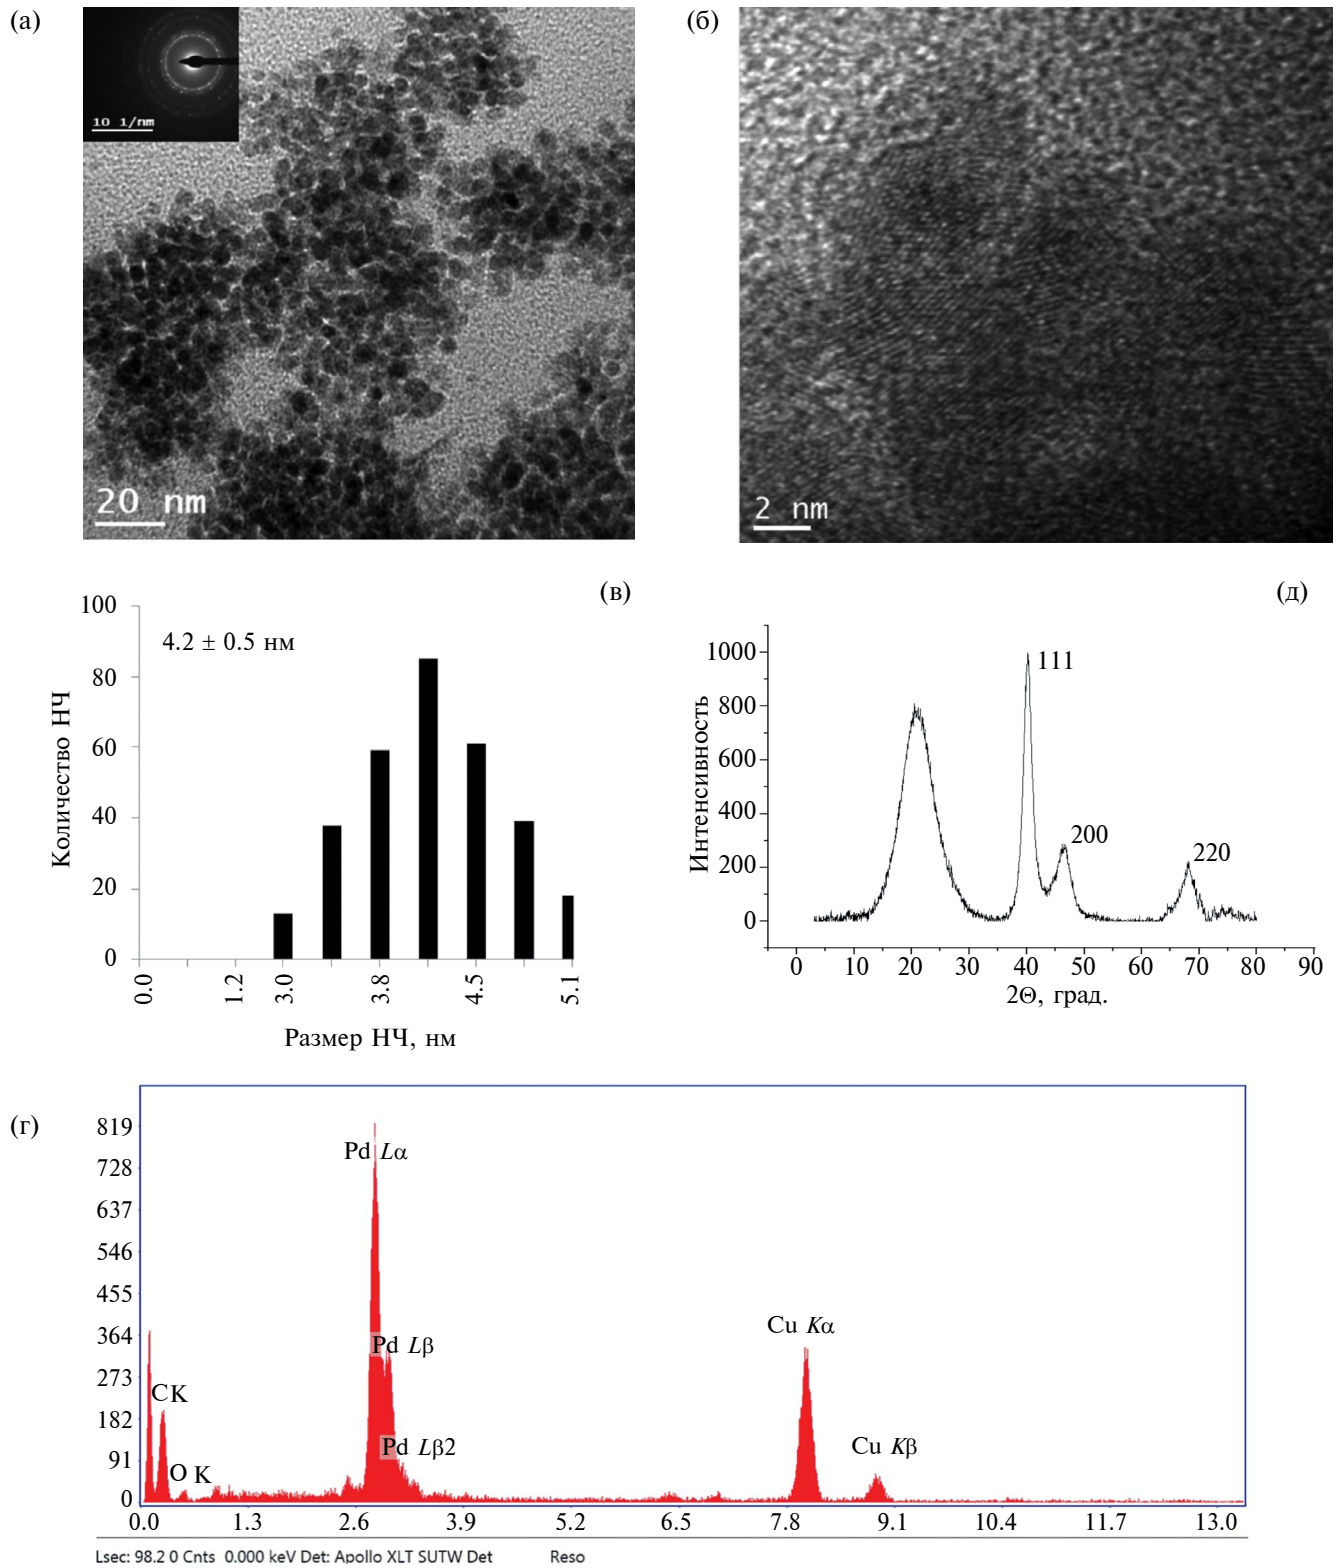 (а)
(б)
10 1/nm
20 nm
2 nm
(в)
(д)
100
80
60
40
20
0
Количество НЧ
4.2 ± 0.5 нм
0.0 1.2 3.0 3.8 4.5 5.1
Размер НЧ, нм
1000
800
600
400
200
0
Интенсивность
111
200
220
0 10 20 30 40 50 60 70 80 90
2Θ, град.
(г)
819
728
637
546
455
364
273
182
91
0
Pd Lα
Pd Lβ
Pd Lβ2
C K
O K
Cu Kα
Cu Kβ
0.0 1.3 2.6 3.9 5.2 6.5 7.8 9.1 10.4 11.7 13.0
Lsec: 98.2 0 Cnts 0.000 keV Det: Apollo XLT SUTW Det Reso